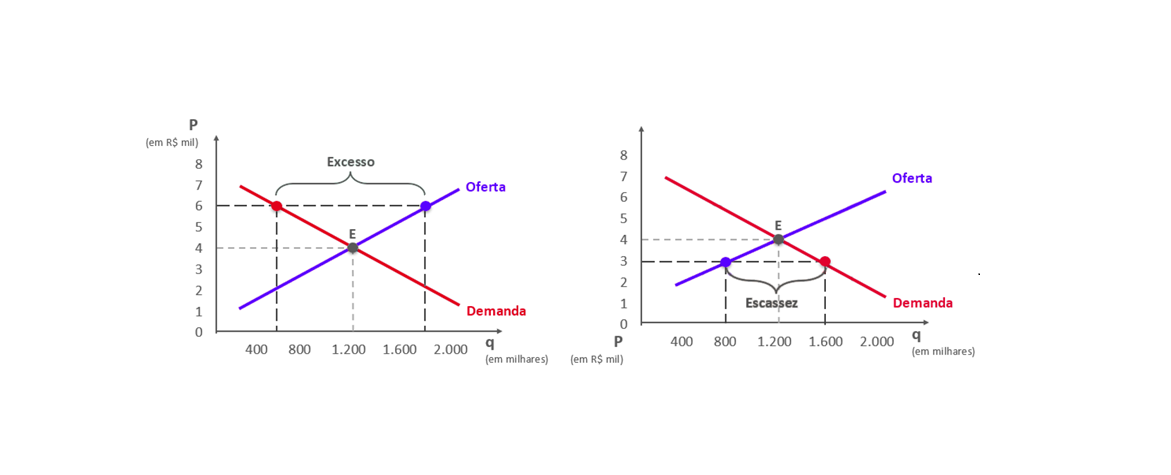 P
(em R$ mil)
8
7
6
5
4
3
2
1
0
Excesso
Oferta
E
Demanda
400 800 1.200 1.600 2.000
q
(em milhares)
8
7
6
5
4
3
2
1
0
P
(em R$ mil)
Oferta
E
Escassez
Demanda
400 800 1.200 1.600 2.000
q
(em milhares)
.